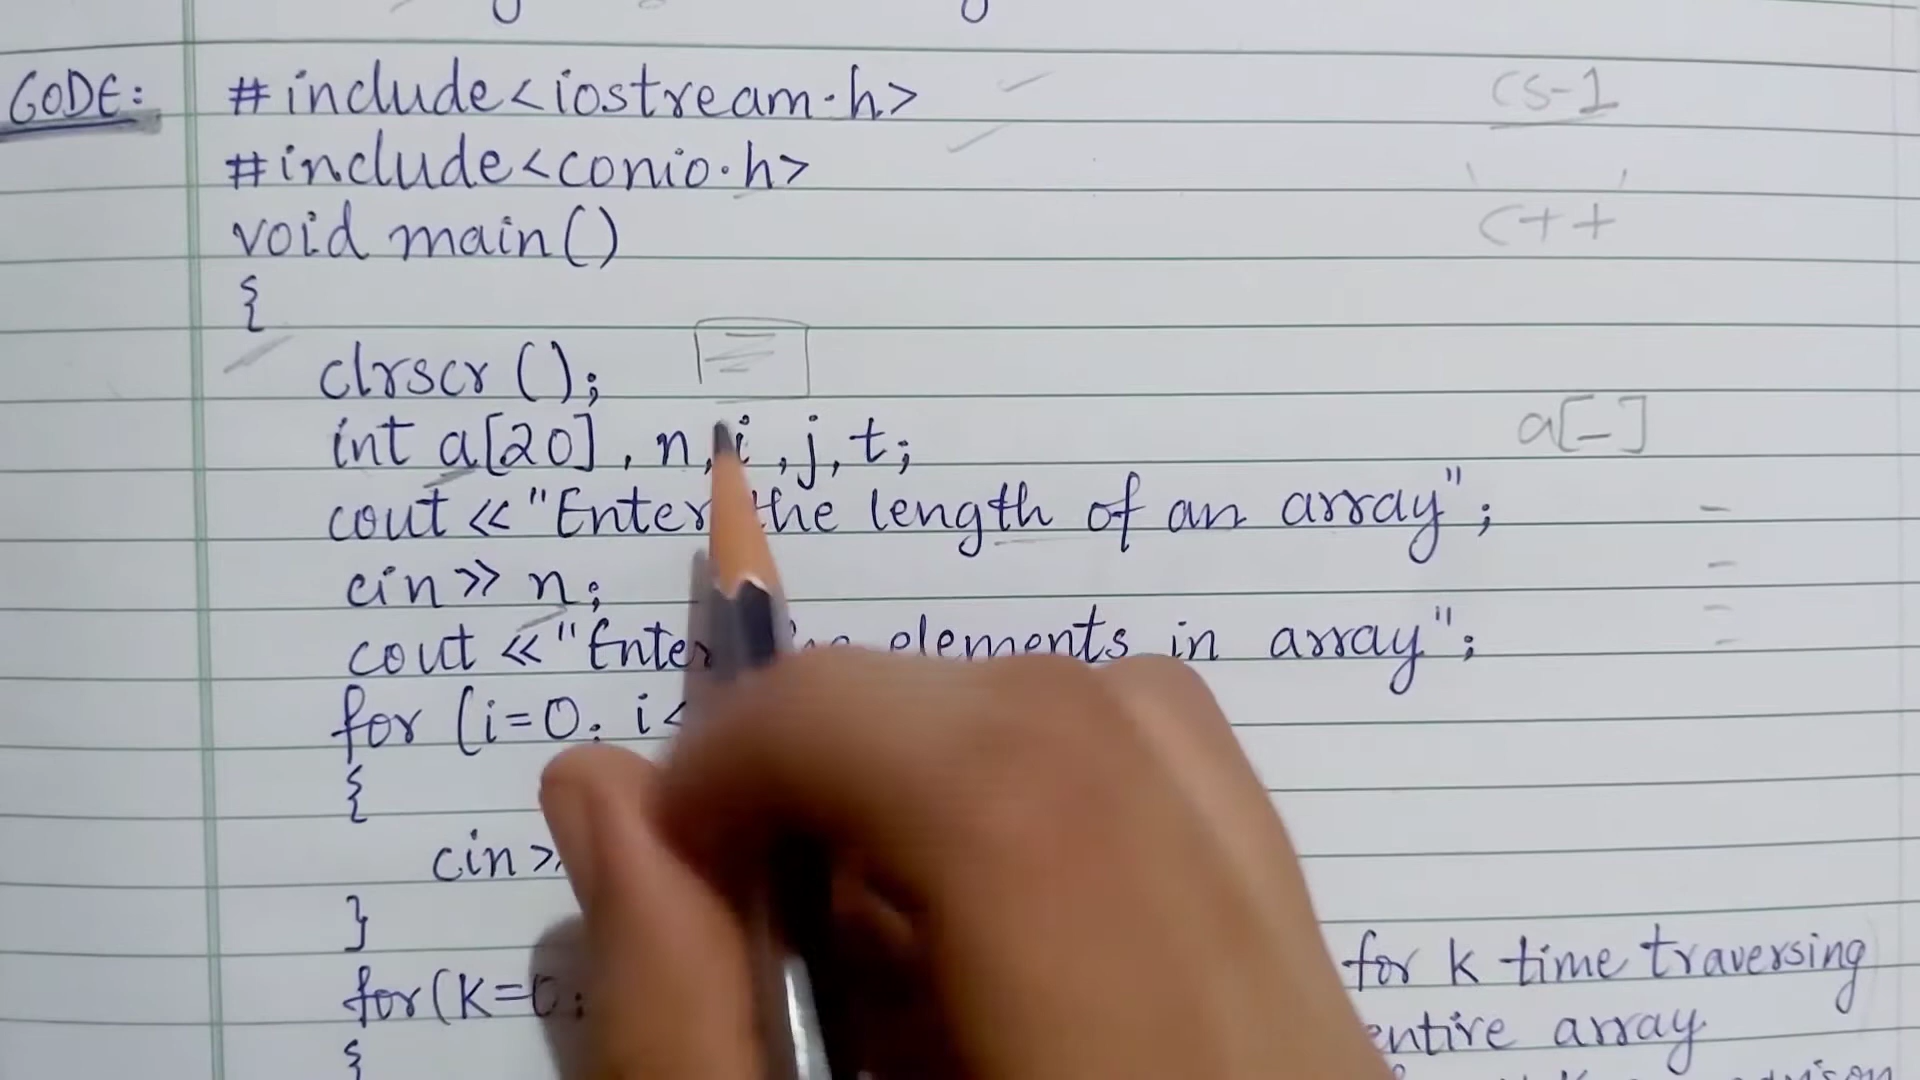 CODE: #include<iostream.h>
CS-1
#include<conio.h>
void main()
C++
{
clrscr ();
int a[20], n, i, j, t;
a[-]
cout << "Enter the length of an array";
cin >> n;
cout << "Enter elements in array";
for (i=0; i<
{
cin >>
}
for k time traversing
for(K=0;
entire array
{